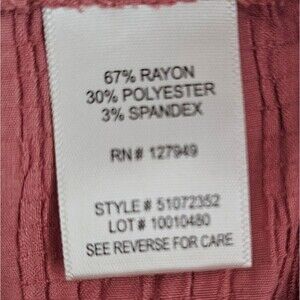 67% RAYON
30% POLYESTER
3% SPANDEX
RN# 127949
STYLE # 51072352
LOT # 10010480
SEE REVERSE FOR CARE